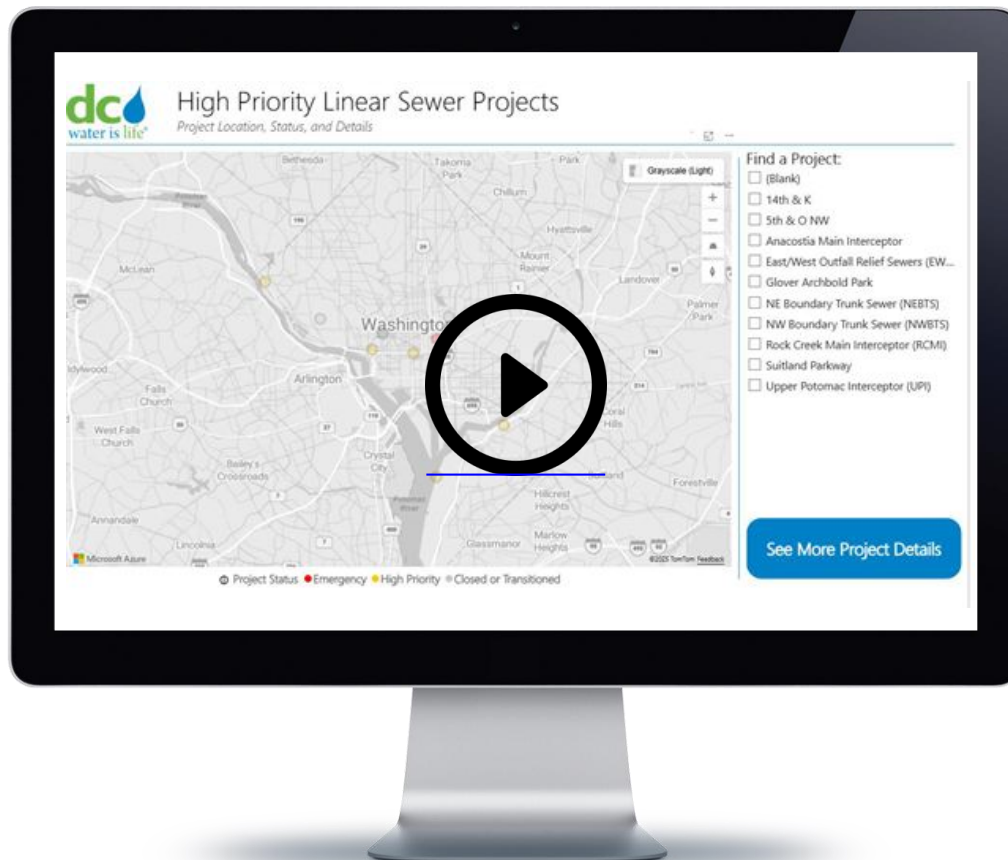 dc
water is life®
High Priority Linear Sewer Projects
Project Location, Status, and Details
Grayscale (Light)
Bethesda
Takoma
Park
Park
Chillum
Potomac
River
Hyattsville
McLean
Mount
Rainier
Landover
Palmer
Park
Washington
Arlington
Falls
Church
West Falls
Church
Coral
Hills
Bailey's
Crossroads
Crystal
City
Forestville
Hillcrest
Heights
Annandale
Lincolnia
Potomac
River
Glassmanor
Marlow
Heights
Microsoft Azure
©2025 TomTom Feedback
Project Status Emergency High Priority Closed or Transitioned
Find a Project:
(Blank)
14th & K
5th & O NW
Anacostia Main Interceptor
East/West Outfall Relief Sewers (EW...
Glover Archbold Park
NE Boundary Trunk Sewer (NEBTS)
NW Boundary Trunk Sewer (NWBTS)
Rock Creek Main Interceptor (RCMI)
Suitland Parkway
Upper Potomac Interceptor (UPI)
See More Project Details